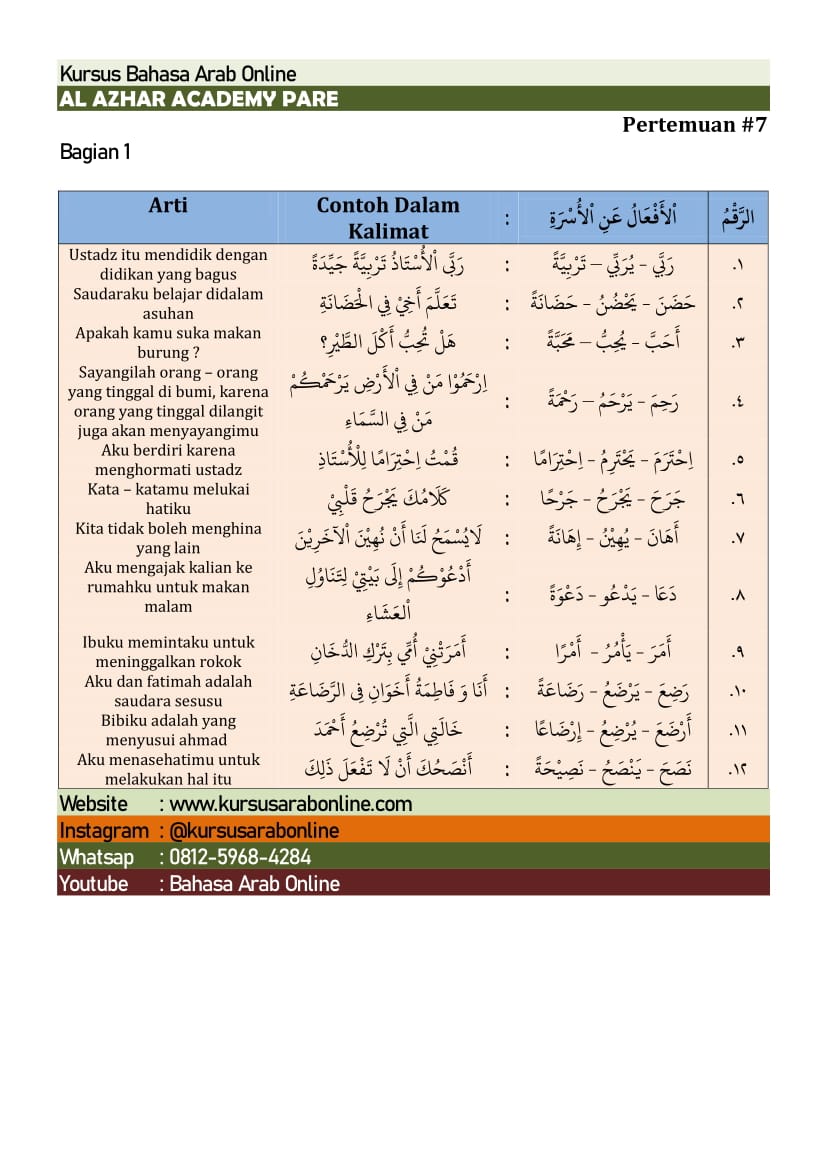 Kursus Bahasa Arab Online
AL AZHAR ACADEMY PARE
Pertemuan #7
Bagian 1
Arti
Contoh Dalam
Kalimat
:
اْلأَفْعَالُ عَنِ اْلأُسْرَةِ
الرَّقْمُ
Ustadz itu mendidik dengan
didikan yang bagus
رَبَّى اْلأُسْتَاذُ تَرْبِيَّةً جَيِّدَةً
:
رَبَّي - يُرَبِّي – تَرْبِيَّةً
١.
Saudaraku belajar didalam
asuhan
تَعَلَّمَ أَخِيْ فِي الْحَضَانَةِ
:
حَضَنَ - يَحْضُنُ - حَضَانَةً
٢.
Apakah kamu suka makan
burung ?
هَلْ تُحِبُّ أَكْلَ الطَّيْرِ؟
:
أَحَبَّ - يُحِبُّ – مَحَبَّةً
٣.
Sayangilah orang – orang
yang tinggal di bumi, karena
orang yang tinggal dilangit
juga akan menyayangimu
اِرْحَمُوْا مَنْ فِي اْلأَرْضِ يَرْحَمْكُمْ
مَنْ فِي السَّمَاءِ
:
رَحِمَ - يَرْحَمُ – رَحْمَةً
٤.
Aku berdiri karena
menghormati ustadz
قُمْتُ اِحْتِرَامًا لِلْأُسْتَاذِ
:
اِحْتَرَمَ - يَحْتَرِمُ - اِحْتِرَامًا
٥.
Kata – katamu melukai
hatiku
كَلَامُكَ يَجْرَحُ قَلْبِيْ
:
جَرَحَ - يَجْرَحُ - جَرْحًا
٦.
Kita tidak boleh menghina
yang lain
لَايُسْمَحُ لَنَا أَنْ نُهِيْنَ اْلآخَرِيْنَ
:
أَهَانَ - يُهِيْنُ - إِهَانَةً
٧.
Aku mengajak kalian ke
rumahku untuk makan
malam
أَدْعُوْكُمْ إِلَى بَيْتِيْ لِتَنَاوُلِ
اْلعَشَاءِ
:
دَعَا - يَدْعُو - دَعْوَةً
٨.
Ibuku memintaku untuk
meninggalkan rokok
أَمَرَتْنِيْ أُمِّي بِتَرْكِ الدُّخَانِ
:
أَمَرَ - يَأْمُرُ - أَمْرًا
٩.
Aku dan fatimah adalah
saudara sesusu
أَنَا وَ فَاطِمَةُ أَخَوَانِ فِى الرَّضَاعَةِ
:
رَضِعَ - يَرْضَعُ - رَضَاعَةً
١٠.
Bibiku adalah yang
menyusui ahmad
خَالَتِي الَّتِي تُرْضِعُ أَحْمَدَ
:
أَرْضَعَ - يُرْضِعُ - إِرْضَاعًا
١١.
Aku menasehatimu untuk
melakukan hal itu
أَنْصَحُكَ أَنْ لَا تَفْعَلَ ذَلِكَ
:
نَصَحَ - يَنْصَحُ - نَصِيْحَةً
١٢.
Website : www.kursusarabonline.com
Instagram : @kursusarabonline
Whatsap : 0812-5968-4284
Youtube : Bahasa Arab Online